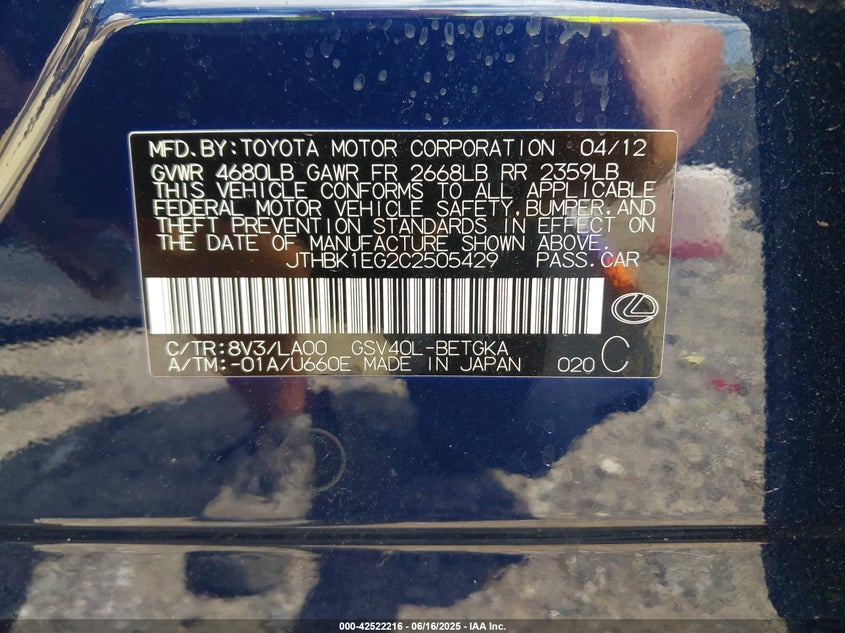 MFD.BY:TOYOTA MOTOR CORPORATION 04/12
GVWR 4680LB GAWR FR 2668LB RR 2359LB
THIS VEHICLE CONFORMS TO ALL APPLICABLE
FEDERAL MOTOR VEHICLE SAFETY,BUMPER,AND
THEFT PREVENTION STANDARDS IN EFFECT ON
THE DATE OF MANUFACTURE SHOWN ABOVE.
JTHBK1EG2C2505429 PASS.CAR
C/TR:8V3/LA00 GSV40L-BETGKA
A/TM:-01A/U660E MADE IN JAPAN 020 C
000-42522216 - 06/16/2025 - IAA Inc.